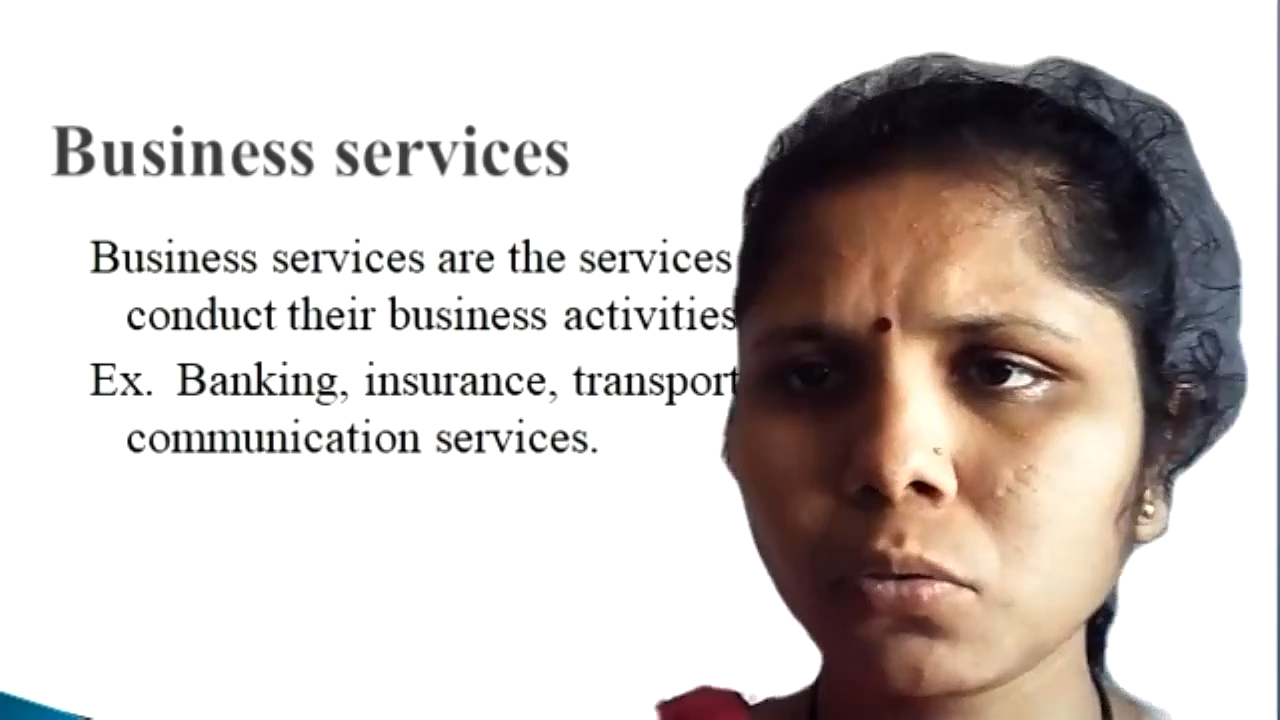 Business services
Business services are the services
conduct their business activities
Ex. Banking, insurance, transport
communication services.